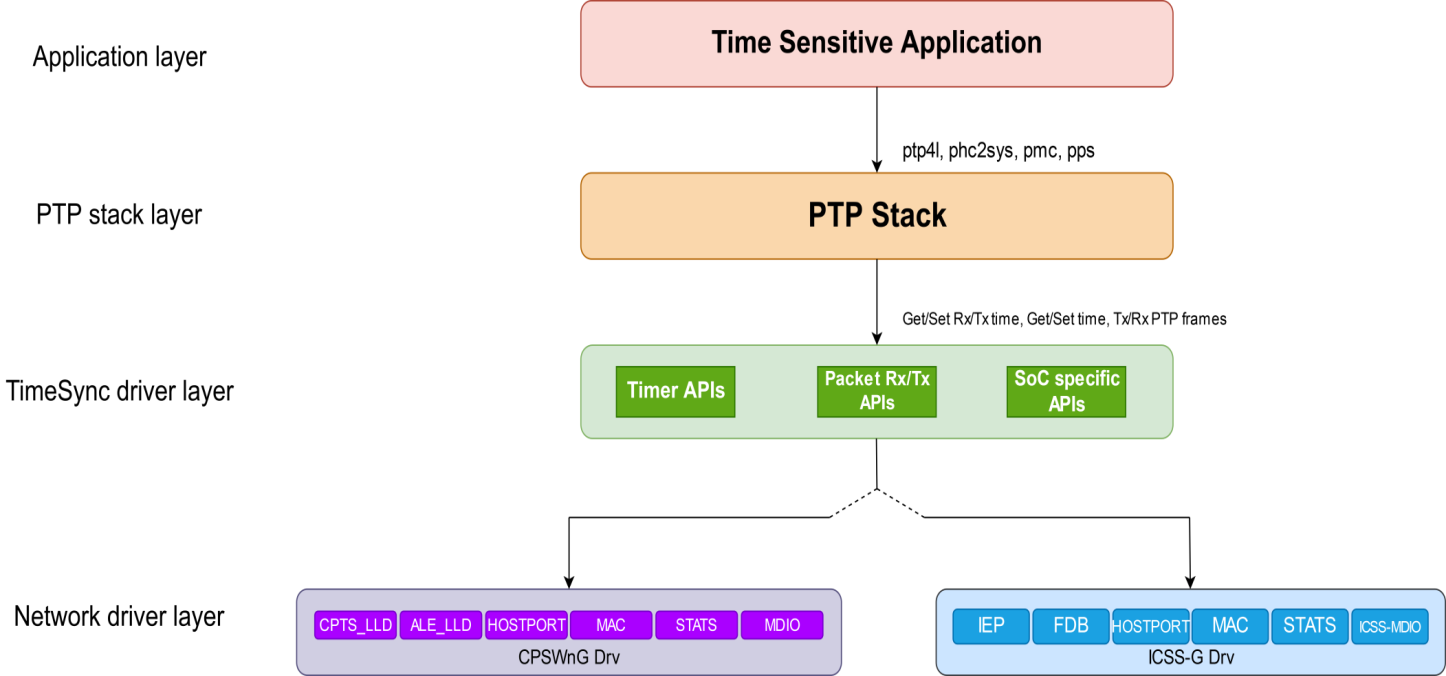 Application layer
Time Sensitive Application
ptp4l, phc2sys, pmc, pps
PTP stack layer
PTP Stack
Get/Set Rx/Tx time, Get/Set time, Tx/Rx PTP frames
TimeSync driver layer
Timer APIs
Packet Rx/Tx
APIs
SoC specific
APIs
Network driver layer
CPTS_LLD ALE_LLD HOSTPORT MAC STATS MDIO
CPSWnG Drv
IEP FDB HOSTPORT MAC STATS ICSS-MDIO
ICSS-G Drv